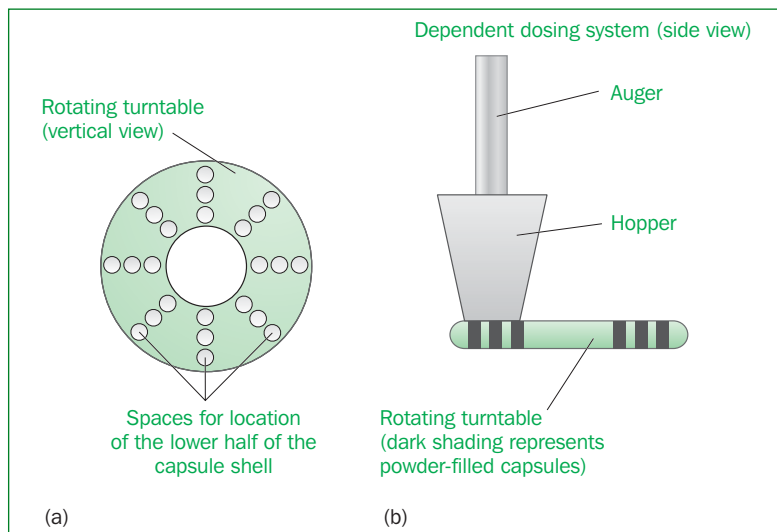 Rotating turntable
(vertical view)
Spaces for location
of the lower half of the
capsule shell
(a)
Dependent dosing system (side view)
Auger
Hopper
Rotating turntable
(dark shading represents
powder-filled capsules)
(b)